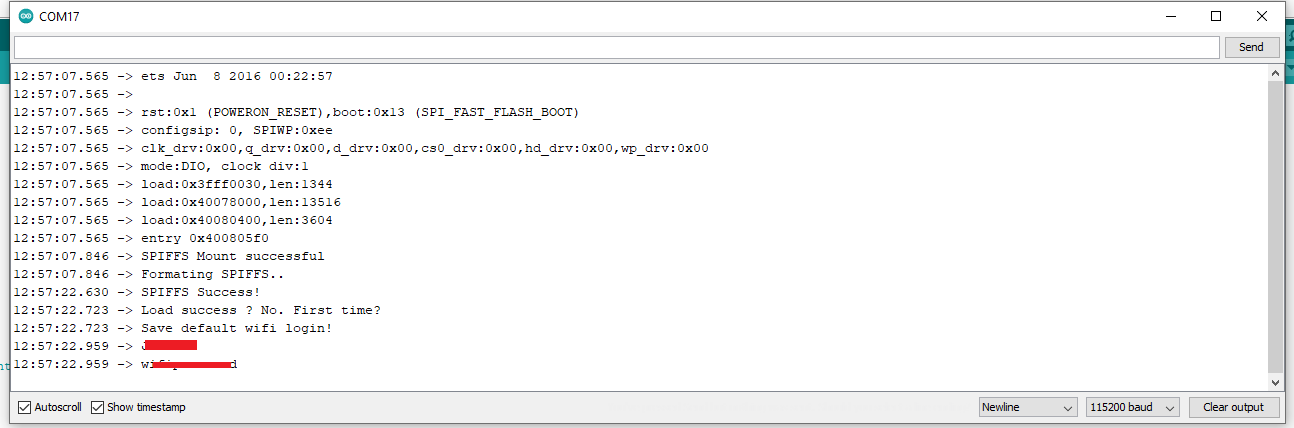 COM17
Send
12:57:07.565 -> ets Jun  8 2016 00:22:57
12:57:07.565 ->
12:57:07.565 -> rst:0x1 (POWERON_RESET),boot:0x13 (SPI_FAST_FLASH_BOOT)
12:57:07.565 -> configsip: 0, SPIWP:0xee
12:57:07.565 -> clk_drv:0x00,q_drv:0x00,d_drv:0x00,cs0_drv:0x00,hd_drv:0x00,wp_drv:0x00
12:57:07.565 -> mode:DIO, clock div:1
12:57:07.565 -> load:0x3fff0030,len:1344
12:57:07.565 -> load:0x40078000,len:13516
12:57:07.565 -> load:0x40080400,len:3604
12:57:07.565 -> entry 0x400805f0
12:57:07.846 -> SPIFFS Mount successful
12:57:07.846 -> Formating SPIFFS..
12:57:22.630 -> SPIFFS Success!
12:57:22.723 -> Load success ? No. First time?
12:57:22.723 -> Save default wifi login!
12:57:22.959 ->
12:57:22.959 ->
Autoscroll Show timestamp Newline 115200 baud Clear output